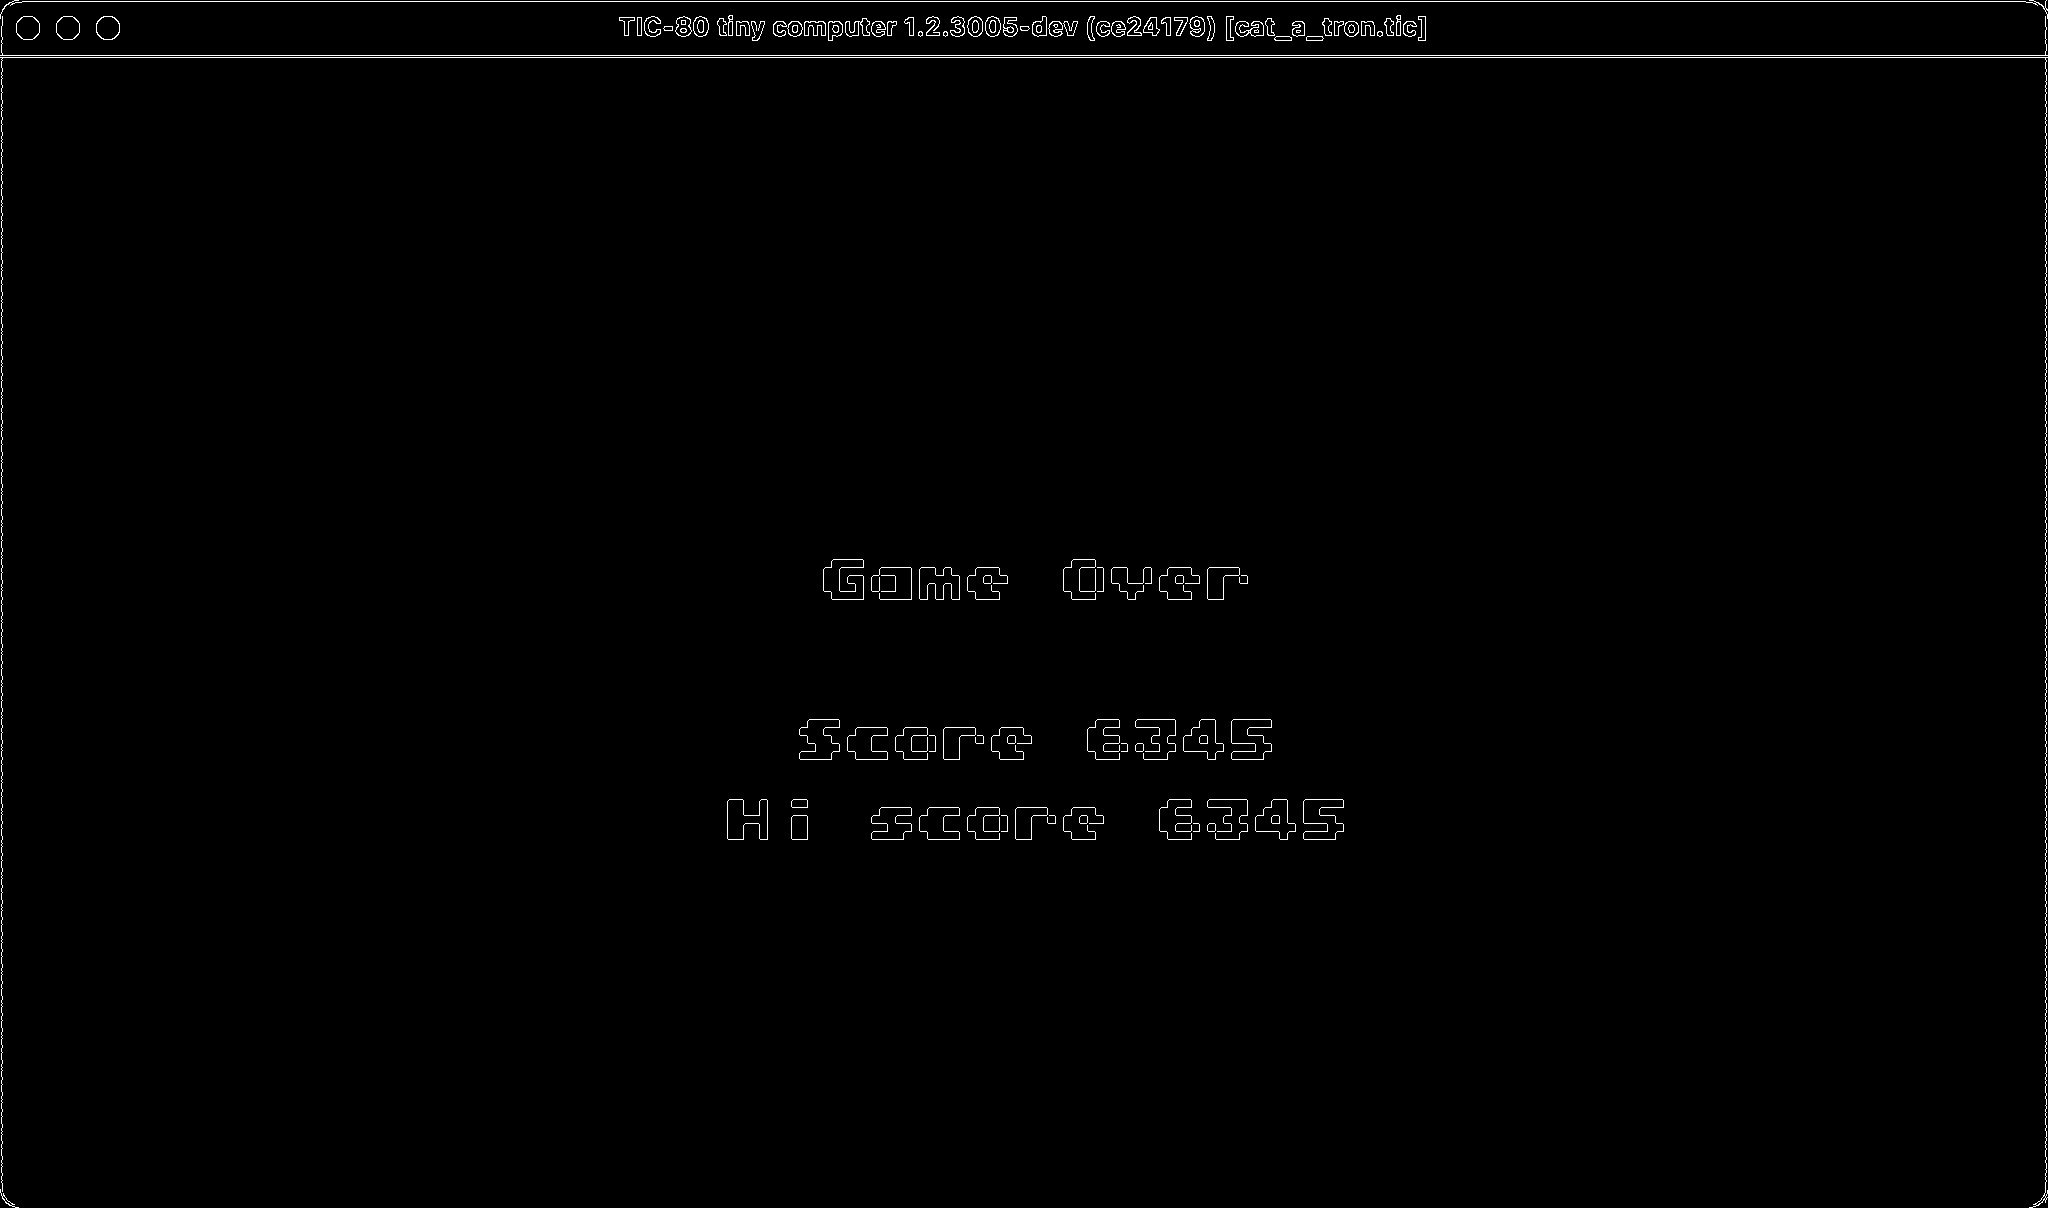 TIC-80 tiny computer 1.2.3005-dev (ce24179) [cat_a_tron.tic]
Game Over
Score 6345
Hi score 6345